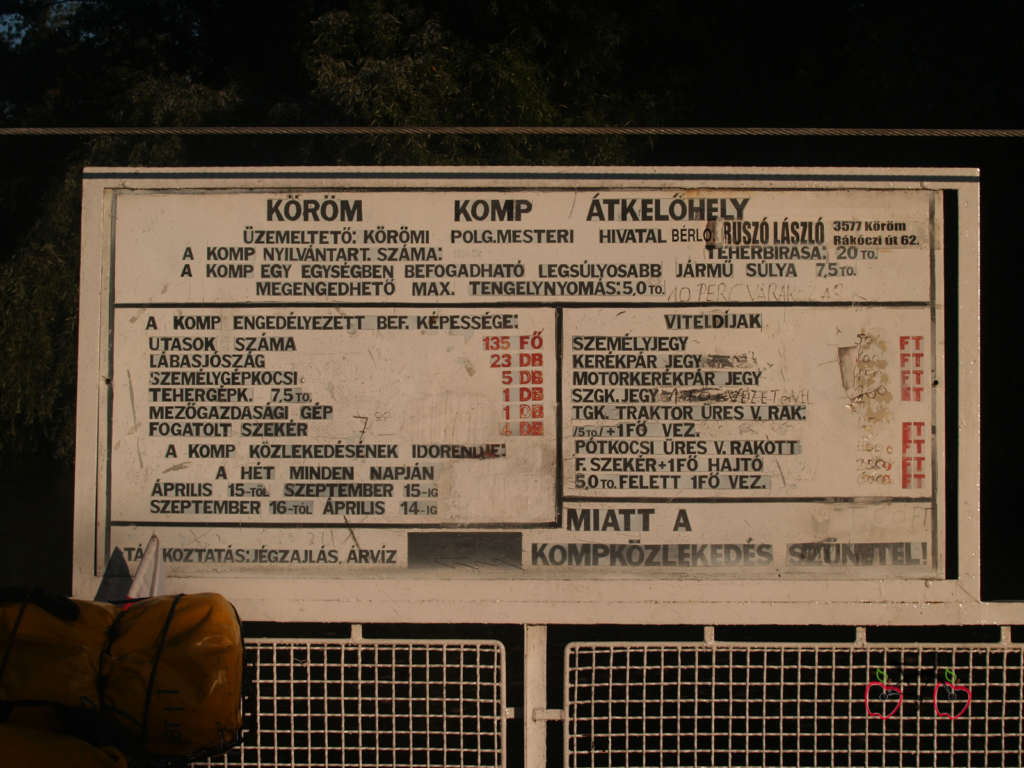 KÖRÖM KOMP ÁTKELŐHELY
ÜZEMELTETŐ: KÖRÖMI POLG.MESTERI HIVATAL BÉRLŐ RUSZÓ LÁSZLÓ 3577 Köröm
Rákóczi út 62.
A KOMP NYILVÁNTART. SZÁMA: TEHERBIRASA: 20 TO.
A KOMP EGY EGYSÉGBEN BEFOGADHATÓ LEGSÚLYOSABB JÁRMŰ SÚLYA 7,5 TO.
MEGENGEDHETŐ MAX. TENGELYNYOMÁS: 5,0 TO. 10 PERC VÁRAKOZÁS
A KOMP ENGEDÉLYEZETT BEF. KÉPESSÉGE:
UTASOK SZÁMA 135 FŐ
LÁBASJÓSZÁG 23 DB
SZEMÉLYGÉPKOCSI 5 DB
TEHERGÉPK. 7,5 TO. 1 DB
MEZŐGAZDASÁGI GÉP 1 DB
FOGATOLT SZEKÉR 4 DB
A KOMP KÖZLEKEDÉSÉNEK IDORENDJE:
A HÉT MINDEN NAPJÁN
ÁPRILIS 15-TŐL SZEPTEMBER 15-IG
SZEPTEMBER 16-TÓL ÁPRILIS 14-IG
VITELDÍJAK
SZEMÉLYJEGY FT
KERÉKPÁR JEGY FT
MOTORKERÉKPÁR JEGY FT
SZGK. JEGY FT
TGK. TRAKTOR ÜRES V. RAK.
/5 TO/ +1FŐ VEZ. FT
PÓTKOCSI ÜRES V. RAKOTT FT
F. SZEKÉR+1FŐ HAJTÓ FT
5,0 TO. FELETT 1FŐ VEZ. FT
MIATT A
TÁJKOZTATÁS: JÉGZAJLÁS, ÁRVÍZ KOMPKÖZLEKEDÉS SZÜNETEL!